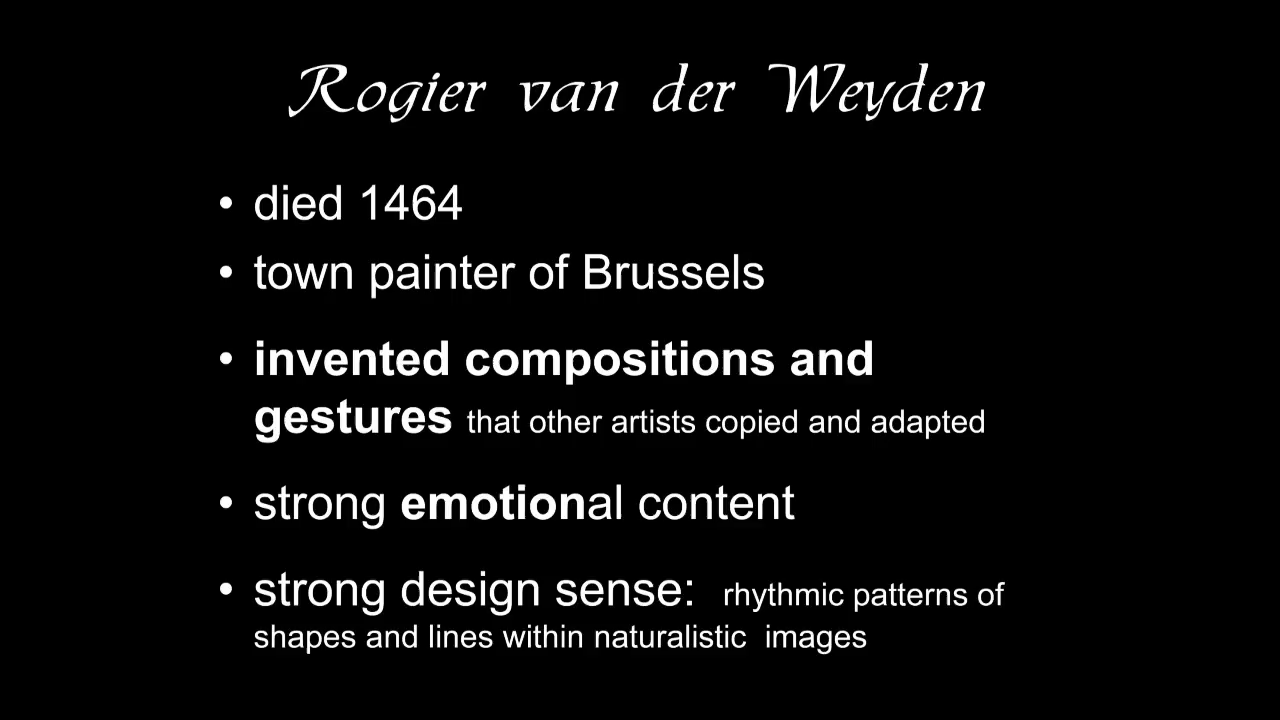 Rogier van der Weyden
• died 1464
• town painter of Brussels
• invented compositions and
gestures that other artists copied and adapted
• strong emotional content
• strong design sense: rhythmic patterns of
shapes and lines within naturalistic images